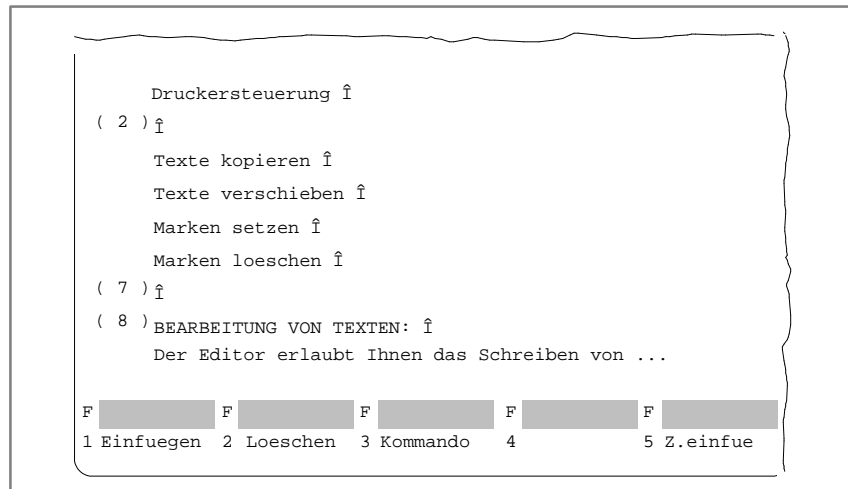 Druckersteuerung Î
( 2 ) Î
Texte kopieren Î
Texte verschieben Î
Marken setzen Î
Marken loeschen Î
( 7 ) Î
( 8 ) BEARBEITUNG VON TEXTEN: Î
Der Editor erlaubt Ihnen das Schreiben von ...
F F F F F
1 Einfuegen 2 Loeschen 3 Kommando 4 5 Z.einfue